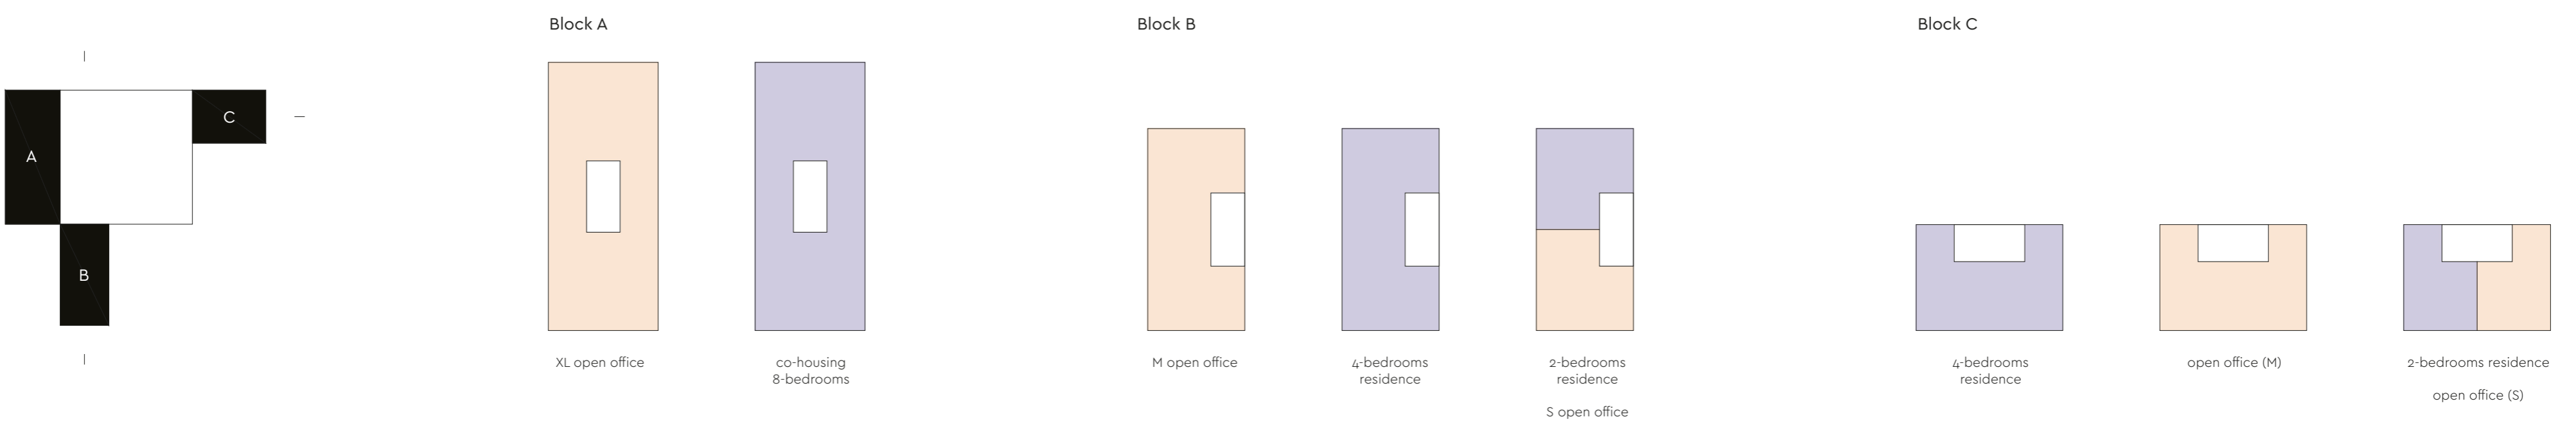 Block A
Block B
Block C
C
A
B
XL open office
co-housing
8-bedrooms
M open office
4-bedrooms
residence
2-bedrooms
residence
S open office
4-bedrooms
residence
open office (M)
2-bedrooms residence
open office (S)